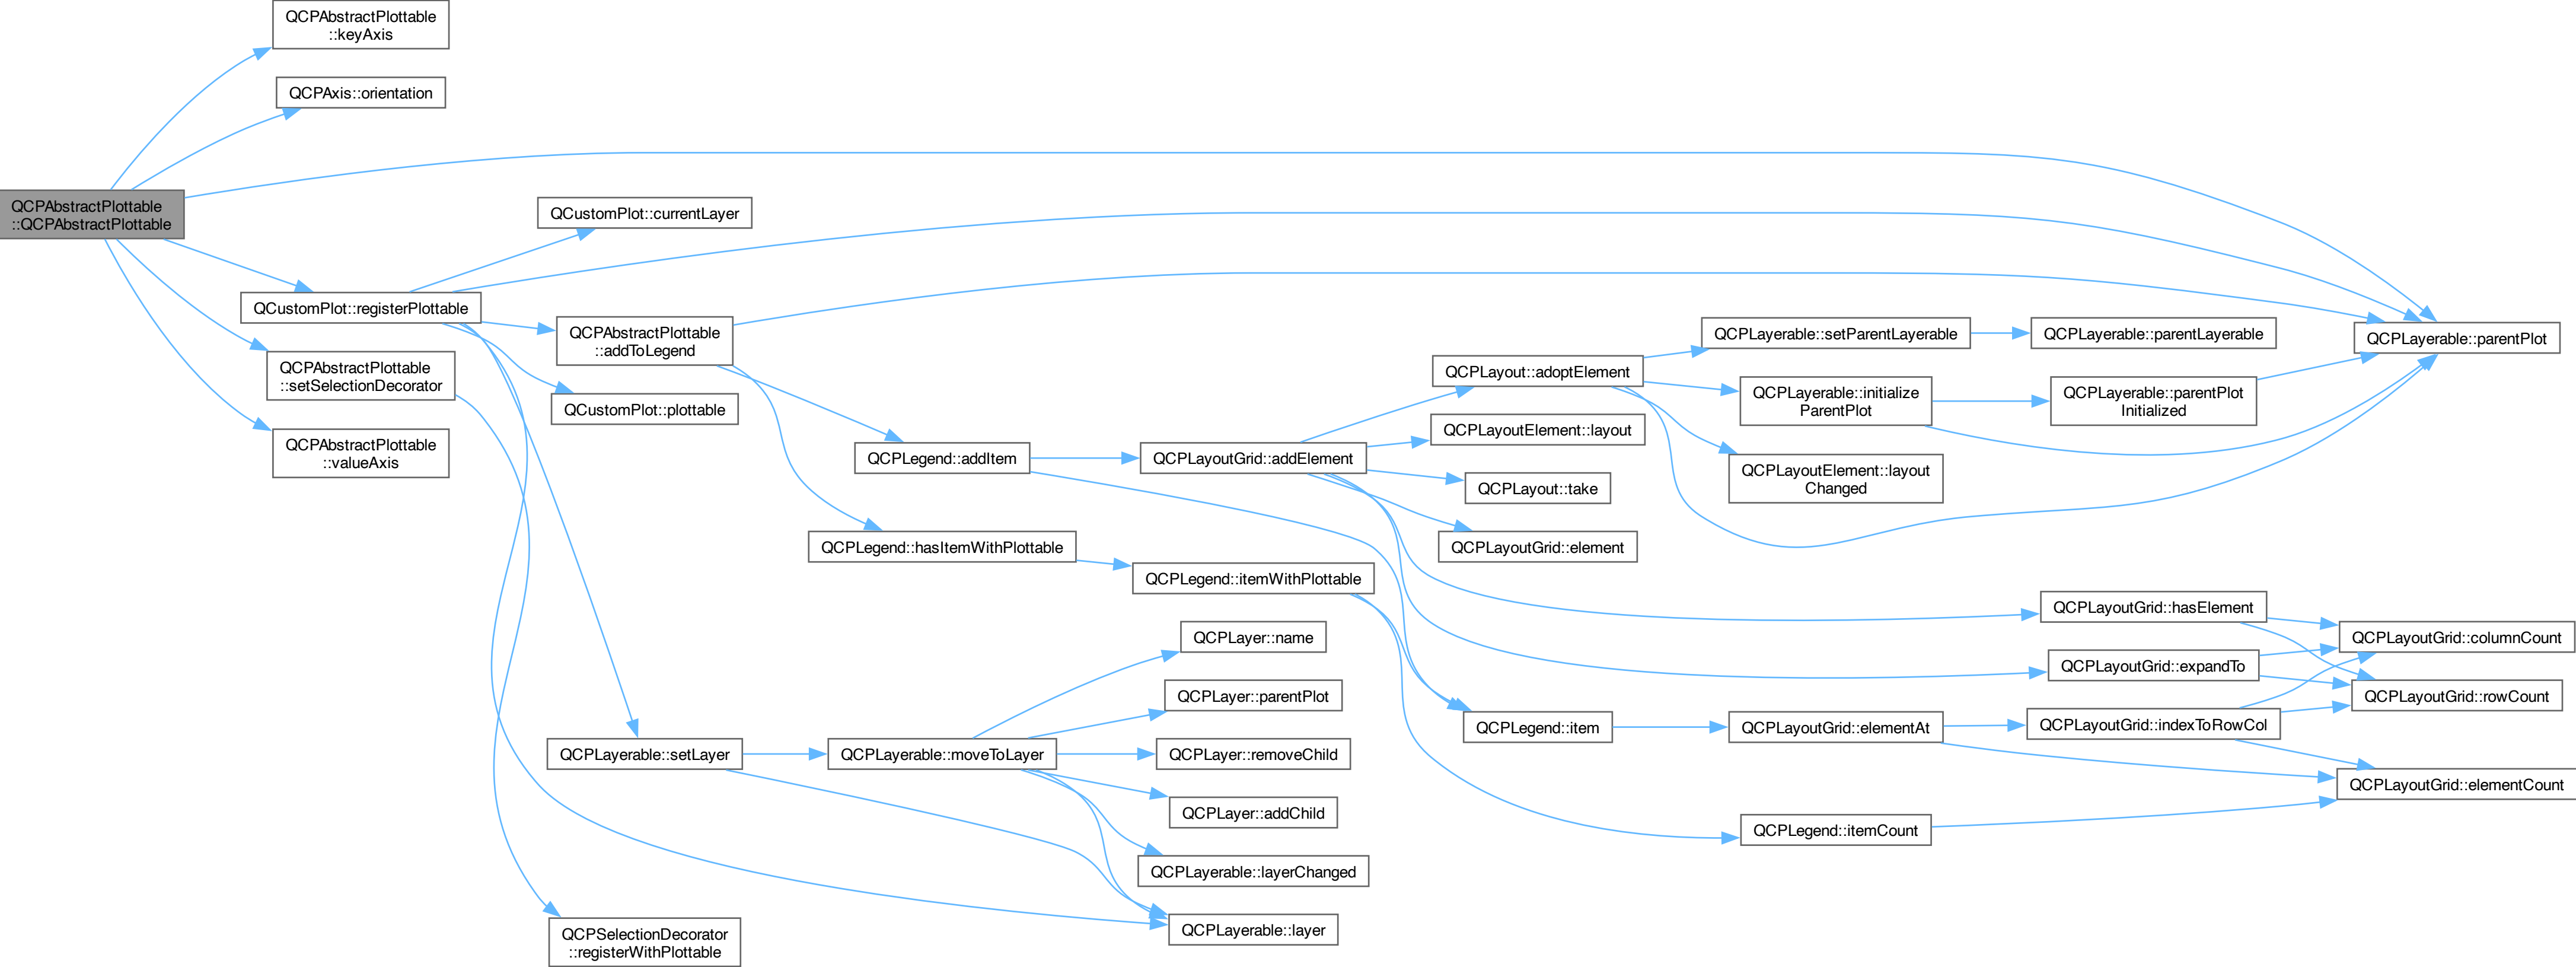 QCPAbstractPlottable
::keyAxis
QCPAxis::orientation
QCPAbstractPlottable
::QCPAbstractPlottable
QCustomPlot::currentLayer
QCustomPlot::registerPlottable
QCPAbstractPlottable
::addToLegend
QCPLayerable::setParentLayerable
QCPLayerable::parentLayerable
QCPLayerable::parentPlot
QCPAbstractPlottable
::setSelectionDecorator
QCPLayout::adoptElement
QCustomPlot::plottable
QCPLayerable::initialize
ParentPlot
QCPLayerable::parentPlot
Initialized
QCPAbstractPlottable
::valueAxis
QCPLayoutElement::layout
QCPLegend::addItem
QCPLayoutGrid::addElement
QCPLayout::take
QCPLayoutElement::layout
Changed
QCPLegend::hasItemWithPlottable
QCPLayoutGrid::element
QCPLegend::itemWithPlottable
QCPLayoutGrid::hasElement
QCPLayer::name
QCPLayoutGrid::columnCount
QCPLayoutGrid::expandTo
QCPLayer::parentPlot
QCPLayoutGrid::rowCount
QCPLegend::item
QCPLayoutGrid::elementAt
QCPLayoutGrid::indexToRowCol
QCPLayerable::setLayer
QCPLayerable::moveToLayer
QCPLayer::removeChild
QCPLayoutGrid::elementCount
QCPLayer::addChild
QCPLegend::itemCount
QCPLayerable::layerChanged
QCPLayerable::layer
QCPSelectionDecorator
::registerWithPlottable